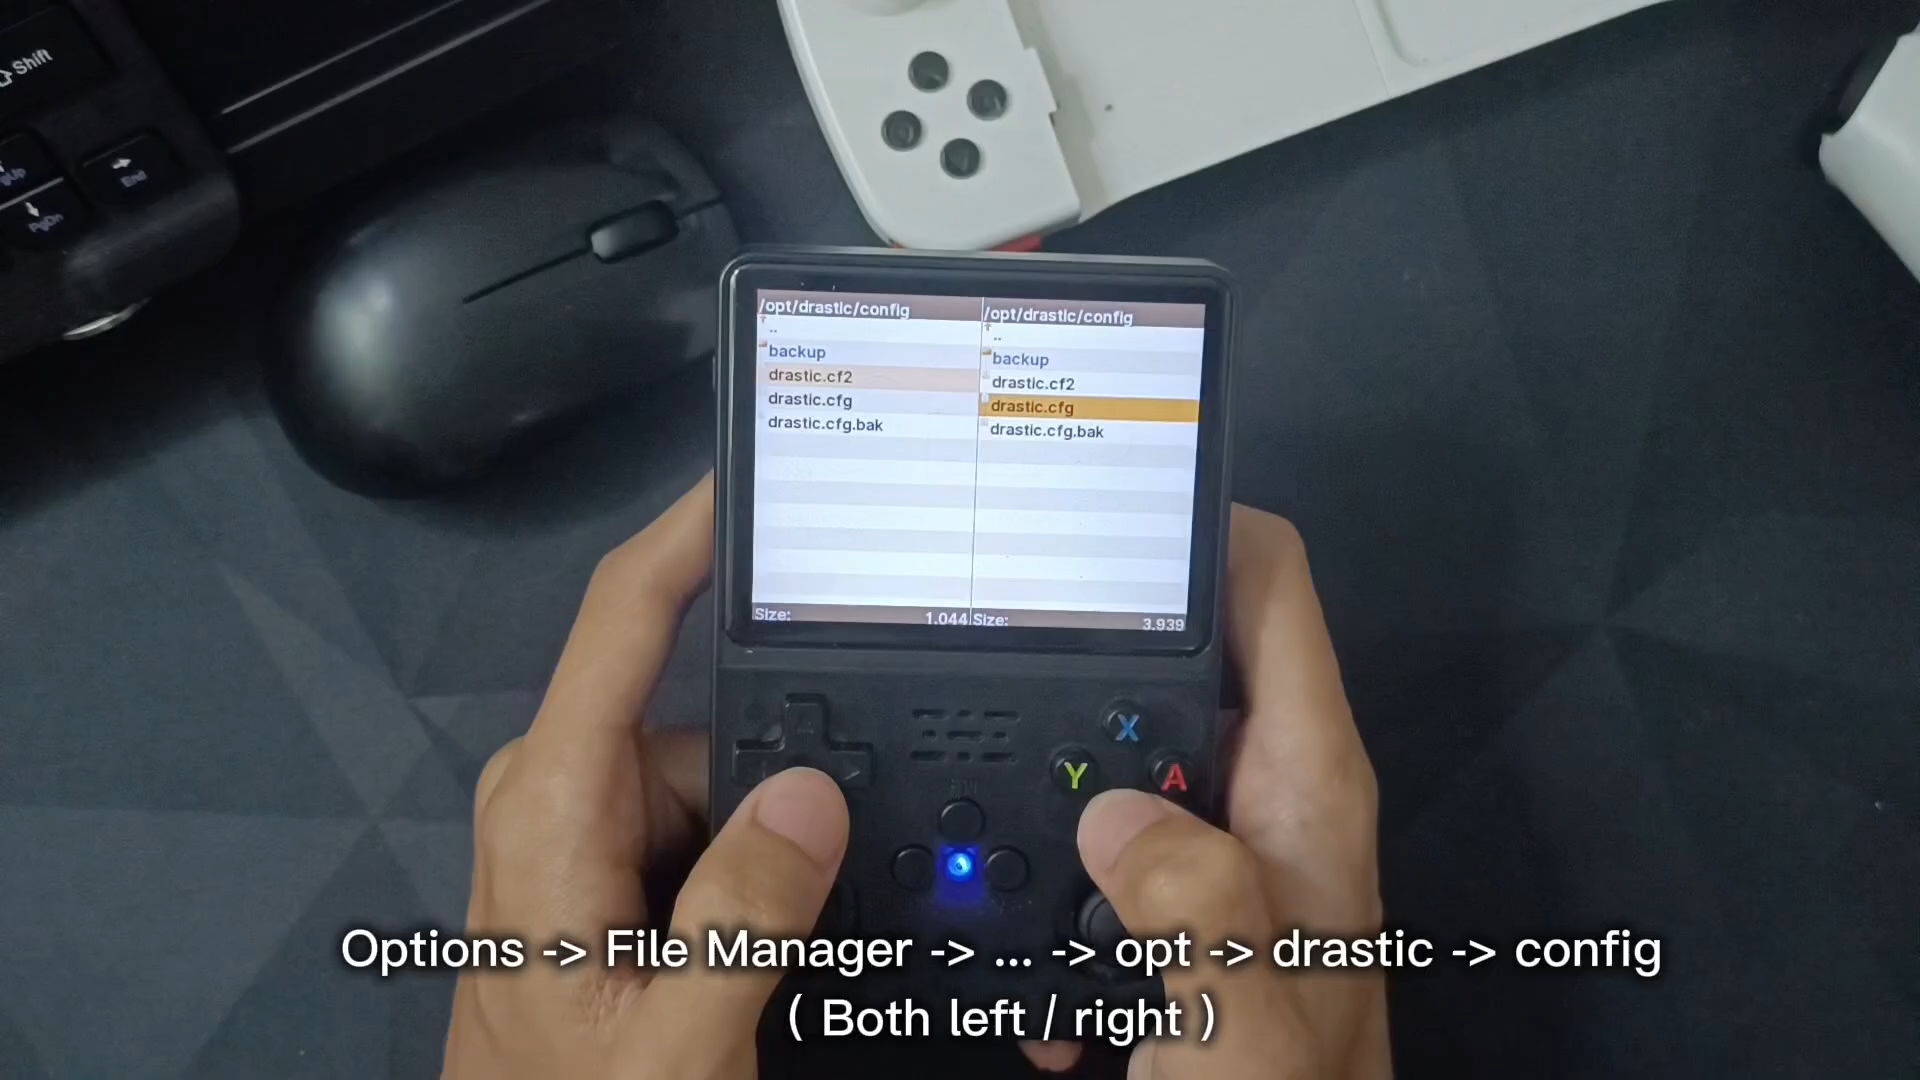 Shift
PgUp
End
PgDn
/opt/drastic/config
..
backup
drastic.cf2
drastic.cfg
drastic.cfg.bak
Size: 1.044
/opt/drastic/config
..
backup
drastic.cf2
drastic.cfg
drastic.cfg.bak
Size: 3.939
X
Y
A
Options -> File Manager -> ... -> opt -> drastic -> config
( Both left / right )